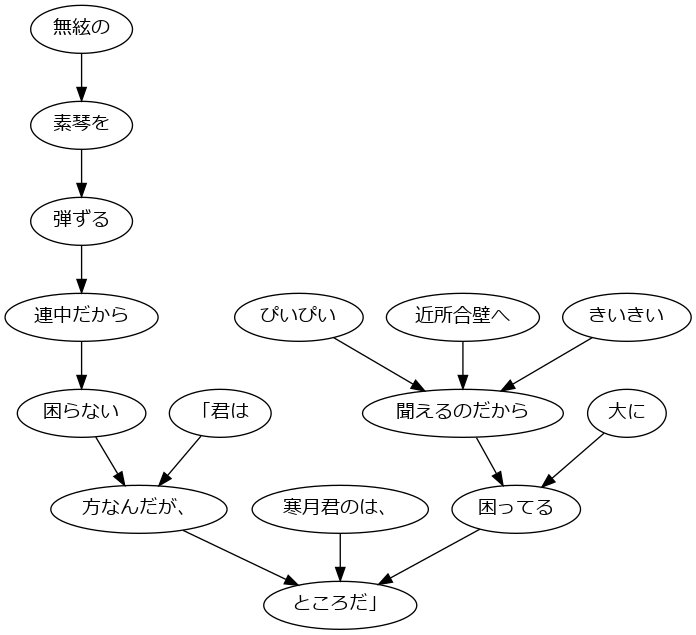 無絃の
素琴を
弾ずる
連中だから
ぴいぴい
近所合壁へ
きいきい
困らない
「君は
聞えるのだから
大に
方なんだが、
寒月君のは、
困ってる
ところだ」